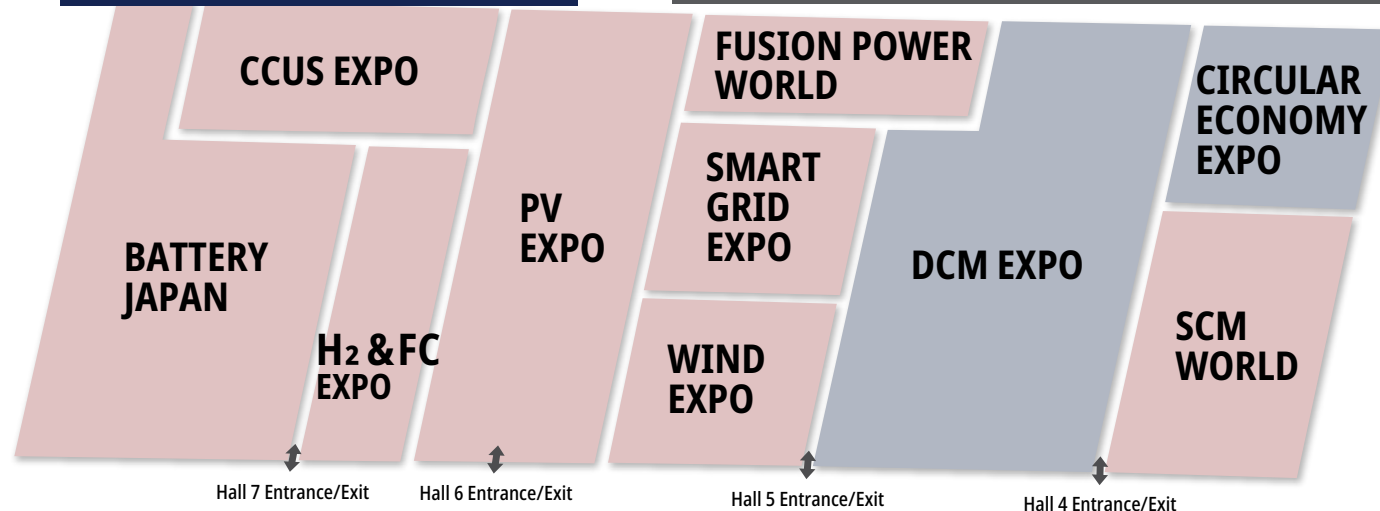 CCUS EXPO
FUSION POWER
WORLD
CIRCULAR
ECONOMY
EXPO
SMART
GRID
EXPO
PV
EXPO
BATTERY
JAPAN
DCM EXPO
H2 & FC
EXPO
WIND
EXPO
SCM
WORLD
Hall 7 Entrance/Exit
Hall 6 Entrance/Exit
Hall 5 Entrance/Exit
Hall 4 Entrance/Exit